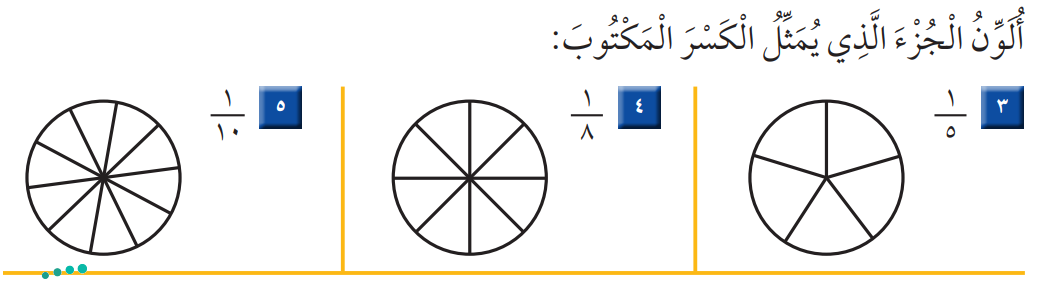 أُلَوِّنُ الْجُزْءَ الَّذِي يُمَثِّلُ الْكَسْرَ الْمَكْتُوبَ:
٣ ١/٥
٤ ١/٨
٥ ١/١٠